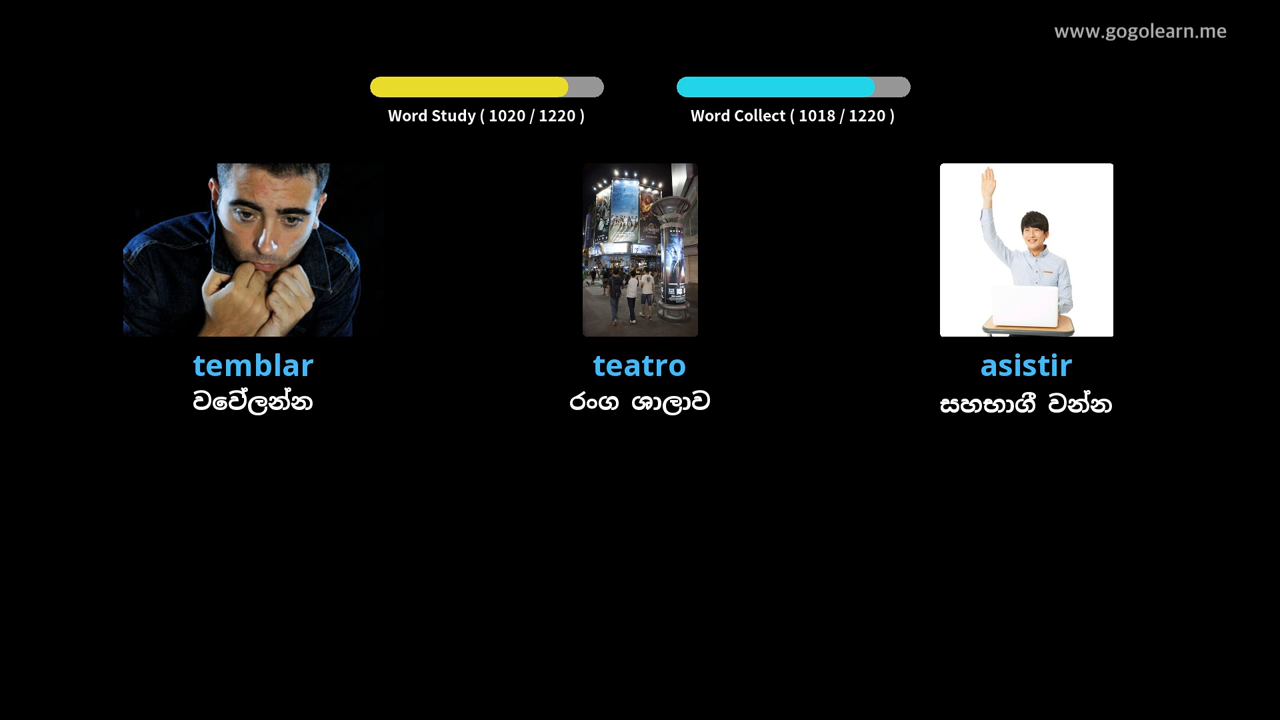 www.gogolearn.me
Word Study ( 1020 / 1220 )
Word Collect ( 1018 / 1220 )
temblar
teatro
asistir
වෙව්ලන්න
රංග ශාලාව
සහභාගී වන්න